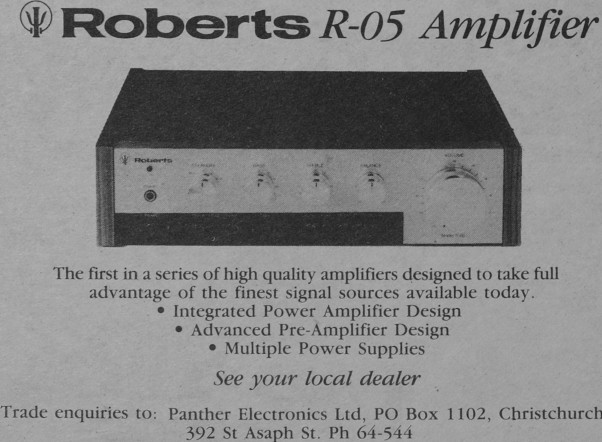 Roberts R-05 Amplifier
Roberts
VOLUME
The first in a series of high quality amplifiers designed to take full
advantage of the finest signal sources available today.
• Integrated Power Amplifier Design
• Advanced Pre-Amplifier Design
• Multiple Power Supplies
See your local dealer
Trade enquiries to: Panther Electronics Ltd, PO Box 1102, Christchurch
392 St Asaph St. Ph 64-544